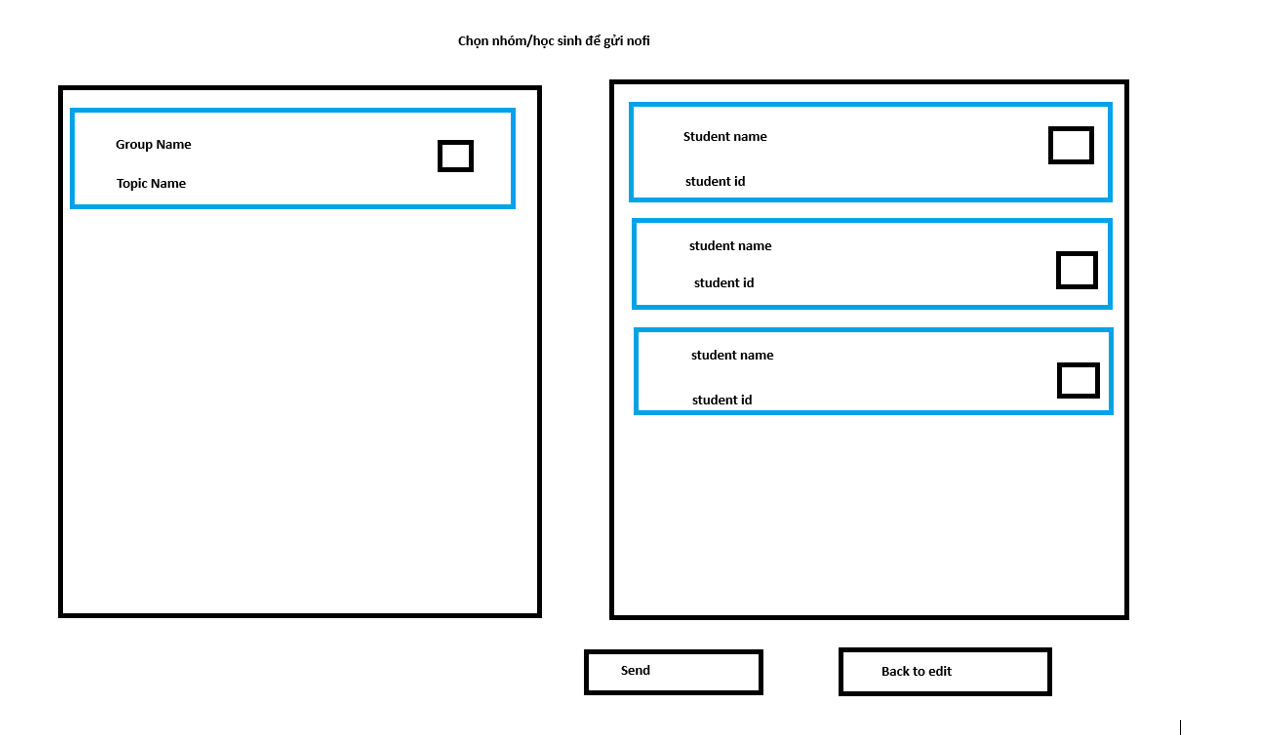 Chọn nhóm/học sinh để gửi nofi
Group Name
Topic Name
Student name
student id
student name
student id
student name
student id
Send
Back to edit